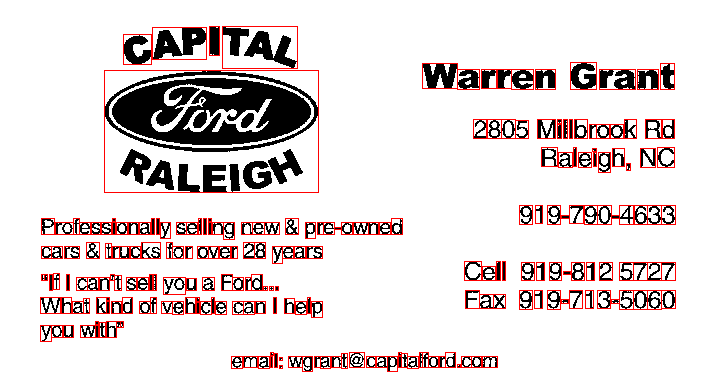 CAPITAL
Ford
RALEIGH
Warren Grant
2805 Millbrook Rd
Raleigh, NC
919-790-4633
Cell 919-812 5727
Fax 919-713-5060
Professionally selling new & pre-owned
cars & trucks for over 28 years
"If I can't sell you a Ford...
What kind of vehicle can I help
you with"
email: wgrant@capitalford.com